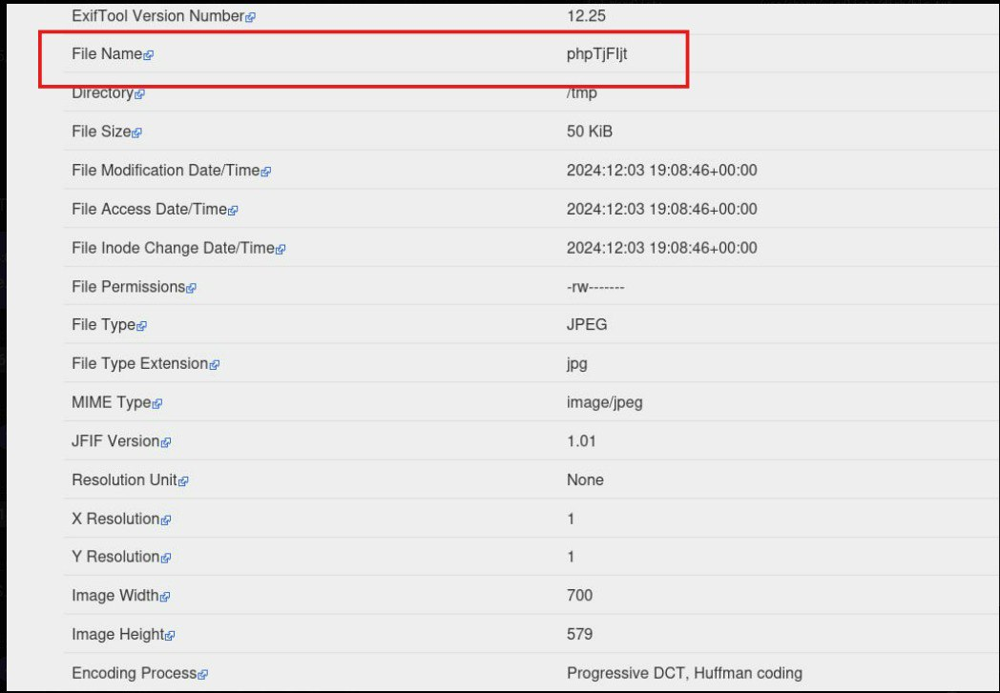 ExifTool Version Number 12.25
File Name phpTjFIjt
Directory /tmp
File Size 50 KiB
File Modification Date/Time 2024:12:03 19:08:46+00:00
File Access Date/Time 2024:12:03 19:08:46+00:00
File Inode Change Date/Time 2024:12:03 19:08:46+00:00
File Permissions -rw-------
File Type JPEG
File Type Extension jpg
MIME Type image/jpeg
JFIF Version 1.01
Resolution Unit None
X Resolution 1
Y Resolution 1
Image Width 700
Image Height 579
Encoding Process Progressive DCT, Huffman coding